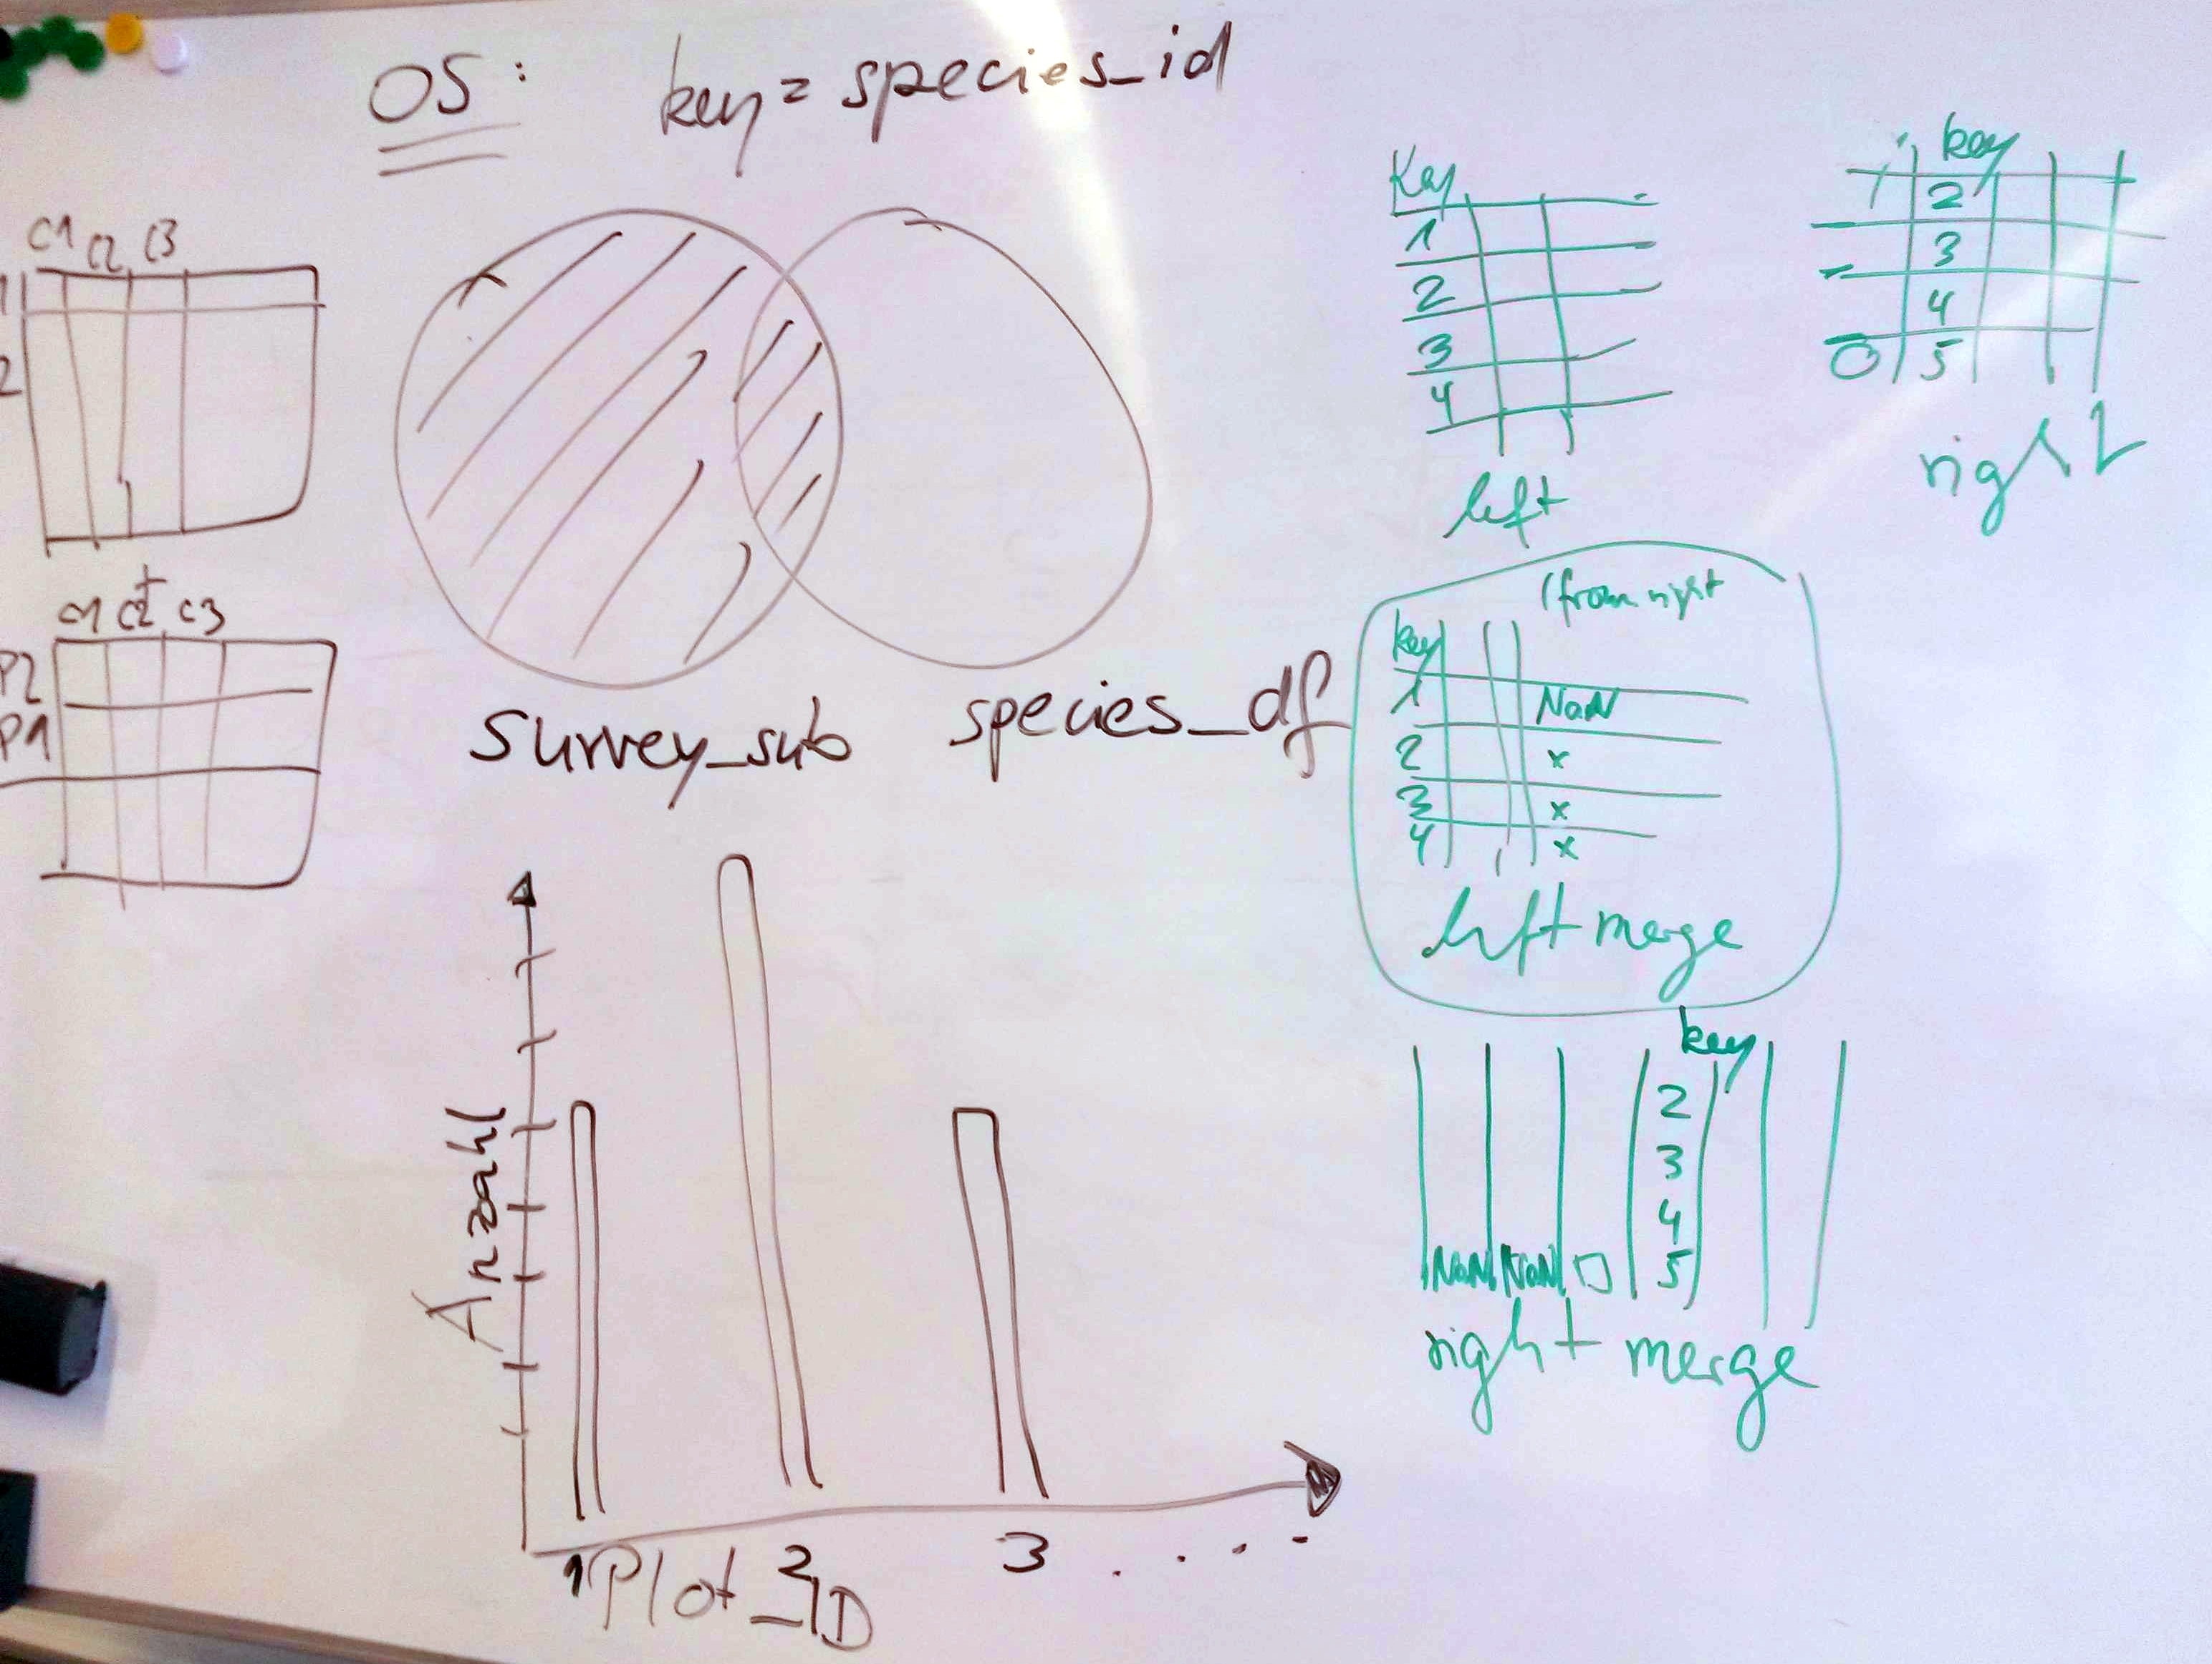 OS: key = species_id
C1 C2 C3
1
2
C1 C2 C3
P2
P1
survey_sub species_df
Anzahl
1 2 3 . . . .
Plot_ID
Key
1
2
3
4
left
key
2
3
4
5
right
(from right
key
1 NaN
2 x
3 x
4 x
left merge
key
2
3
4
NaN NaN 5
right merge